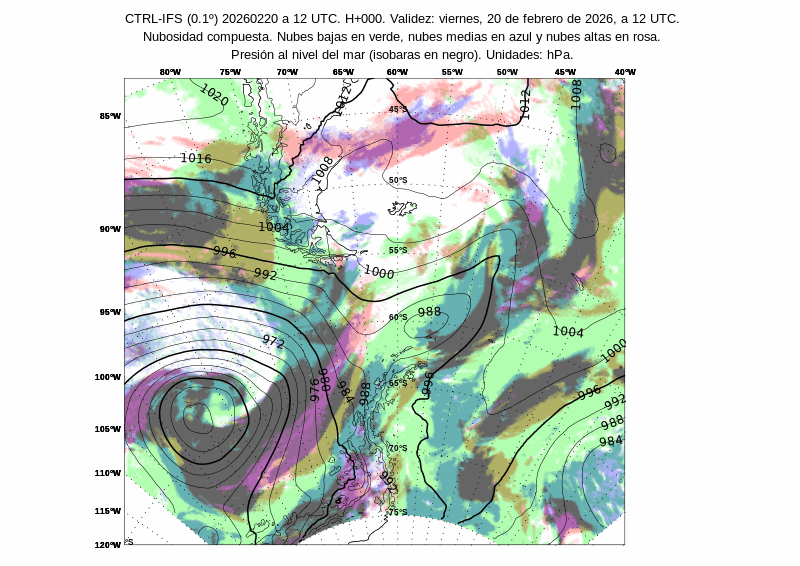 CTRL-IFS (0.1º) 20260220 a 12 UTC. H+000. Validez: viernes, 20 de febrero de 2026, a 12 UTC.
Nubosidad compuesta. Nubes bajas en verde, nubes medias en azul y nubes altas en rosa.
Presión al nivel del mar (isobaras en negro). Unidades: hPa.
80ºW 75ºW 70ºW 65ºW 60ºW 55ºW 50ºW 45ºW 40ºW
1020 1012 1012 1008
45ºS
85ºW
1016
1008
50ºS
90ºW 1004
996 55ºS
992 1000
95ºW 988
60ºS
972 1004
1000
100ºW 976 980 984 988 65ºS 996 996
992
105ºW 988
984
70ºS
110ºW 992
115ºW 75ºS
120ºW ºS